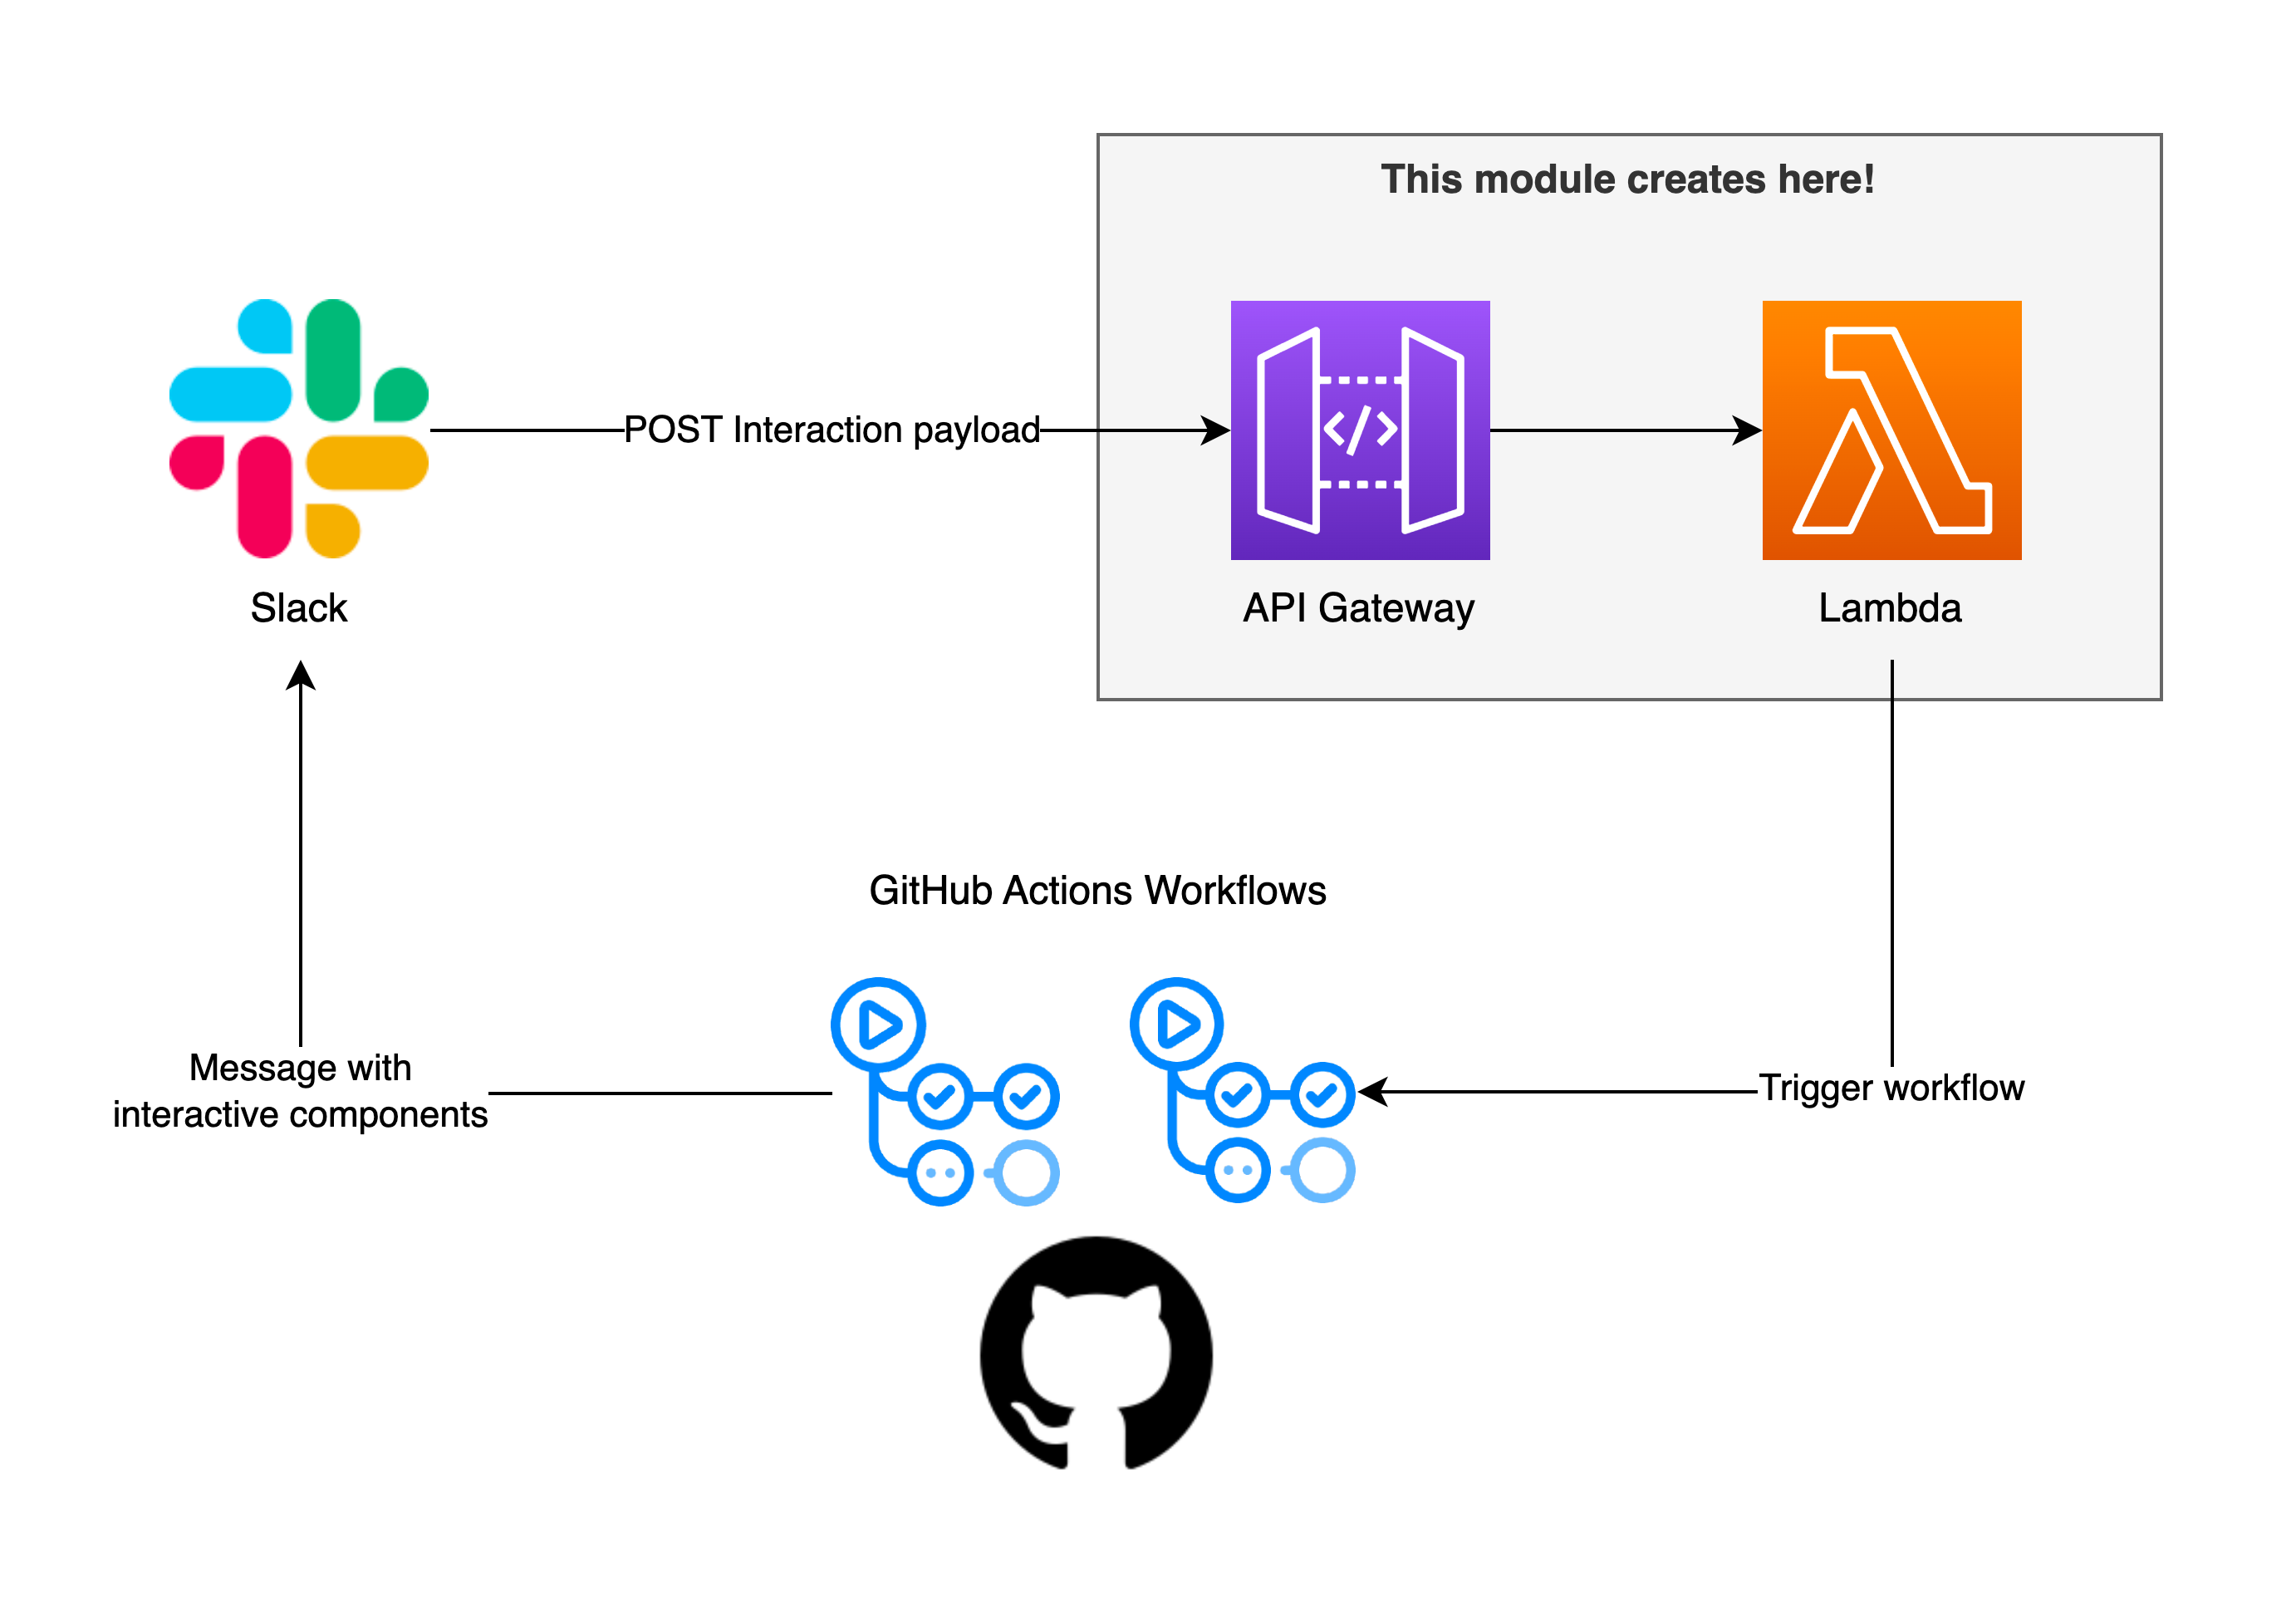 This module creates here!
POST Interaction payload
Slack
API Gateway
Lambda
GitHub Actions Workflows
Message with
interactive components
Trigger workflow